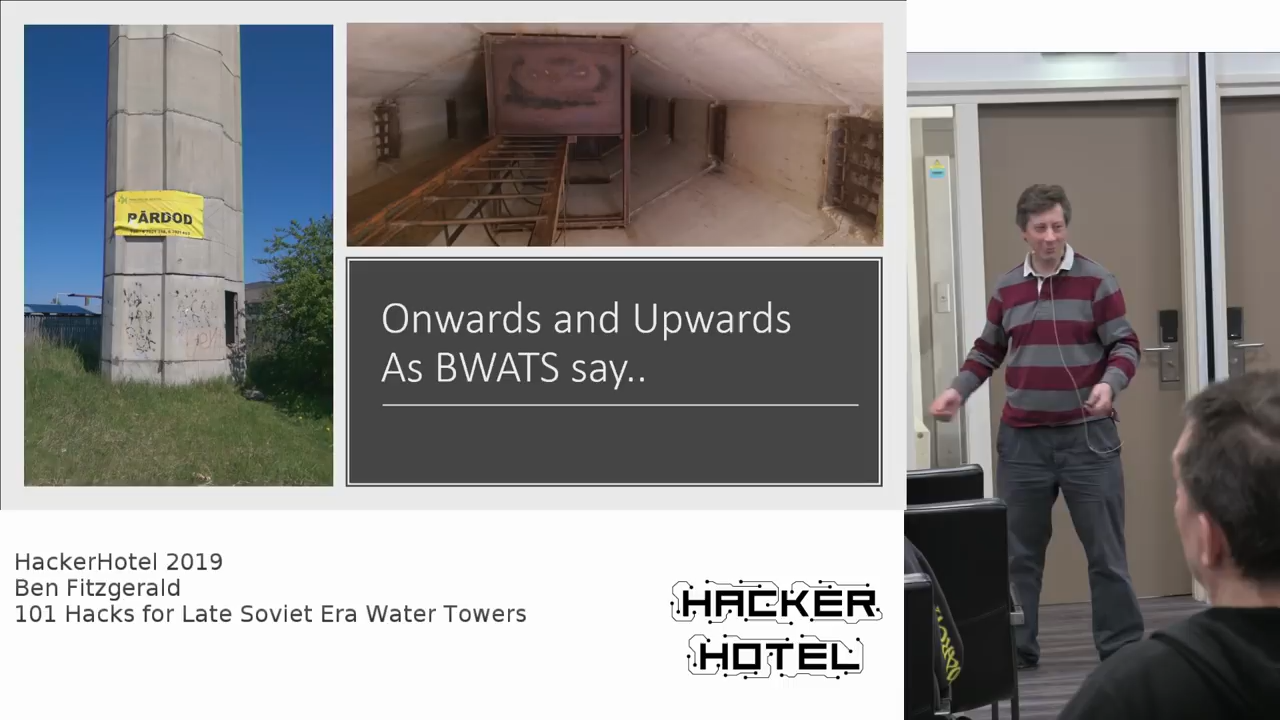 PĀRDOD
Onwards and Upwards
As BWATS say..
HackerHotel 2019
Ben Fitzgerald
101 Hacks for Late Soviet Era Water Towers
HACKER
HOTEL